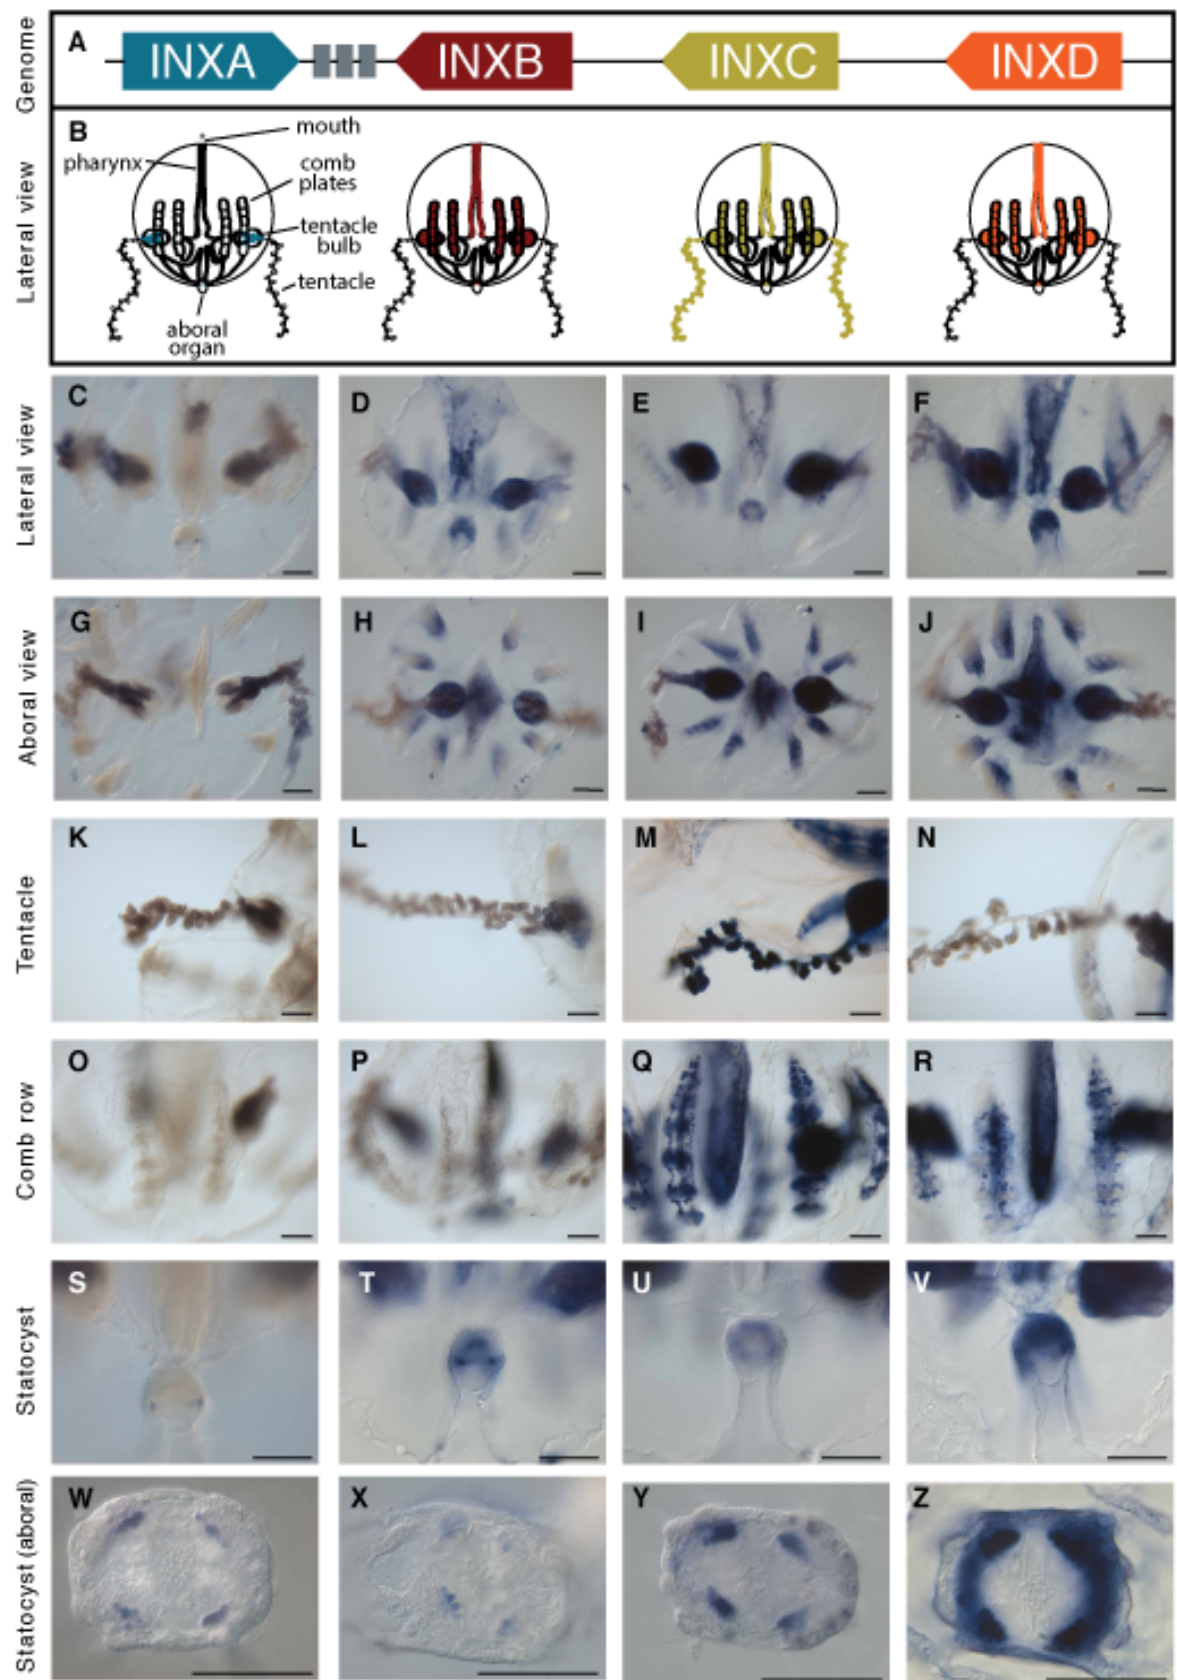 Genome
A
INXA
INXB
INXC
INXD
Lateral view
B
mouth
pharynx
comb
plates
tentacle
bulb
tentacle
aboral
organ
Lateral view
C
D
E
F
Aboral view
G
H
I
J
Tentacle
K
L
M
N
Comb row
O
P
Q
R
Statocyst
S
T
U
V
Statocyst (aboral)
W
X
Y
Z